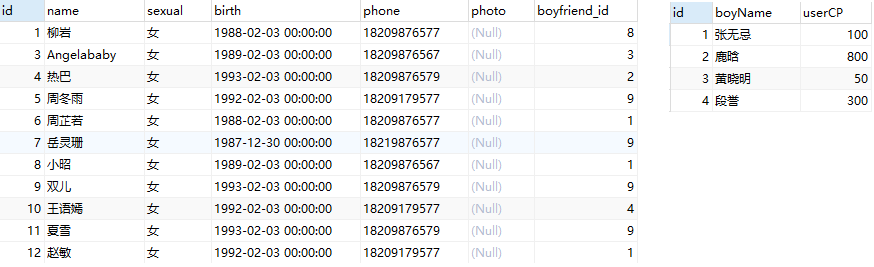 id name sexual birth phone photo boyfriend_id
1 柳岩 女 1988-02-03 00:00:00 18209876577 (Null) 8
3 Angelababy 女 1989-02-03 00:00:00 18209876567 (Null) 3
4 热巴 女 1993-02-03 00:00:00 18209876579 (Null) 2
5 周冬雨 女 1992-02-03 00:00:00 18209179577 (Null) 9
6 周芷若 女 1988-02-03 00:00:00 18209876577 (Null) 1
7 岳灵珊 女 1987-12-30 00:00:00 18219876577 (Null) 9
8 小昭 女 1989-02-03 00:00:00 18209876567 (Null) 1
9 双儿 女 1993-02-03 00:00:00 18209876579 (Null) 9
10 王语嫣 女 1992-02-03 00:00:00 18209179577 (Null) 4
11 夏雪 女 1993-02-03 00:00:00 18209876579 (Null) 9
12 赵敏 女 1992-02-03 00:00:00 18209179577 (Null) 1
id boyName userCP
1 张无忌 100
2 鹿晗 800
3 黄晓明 50
4 段誉 300